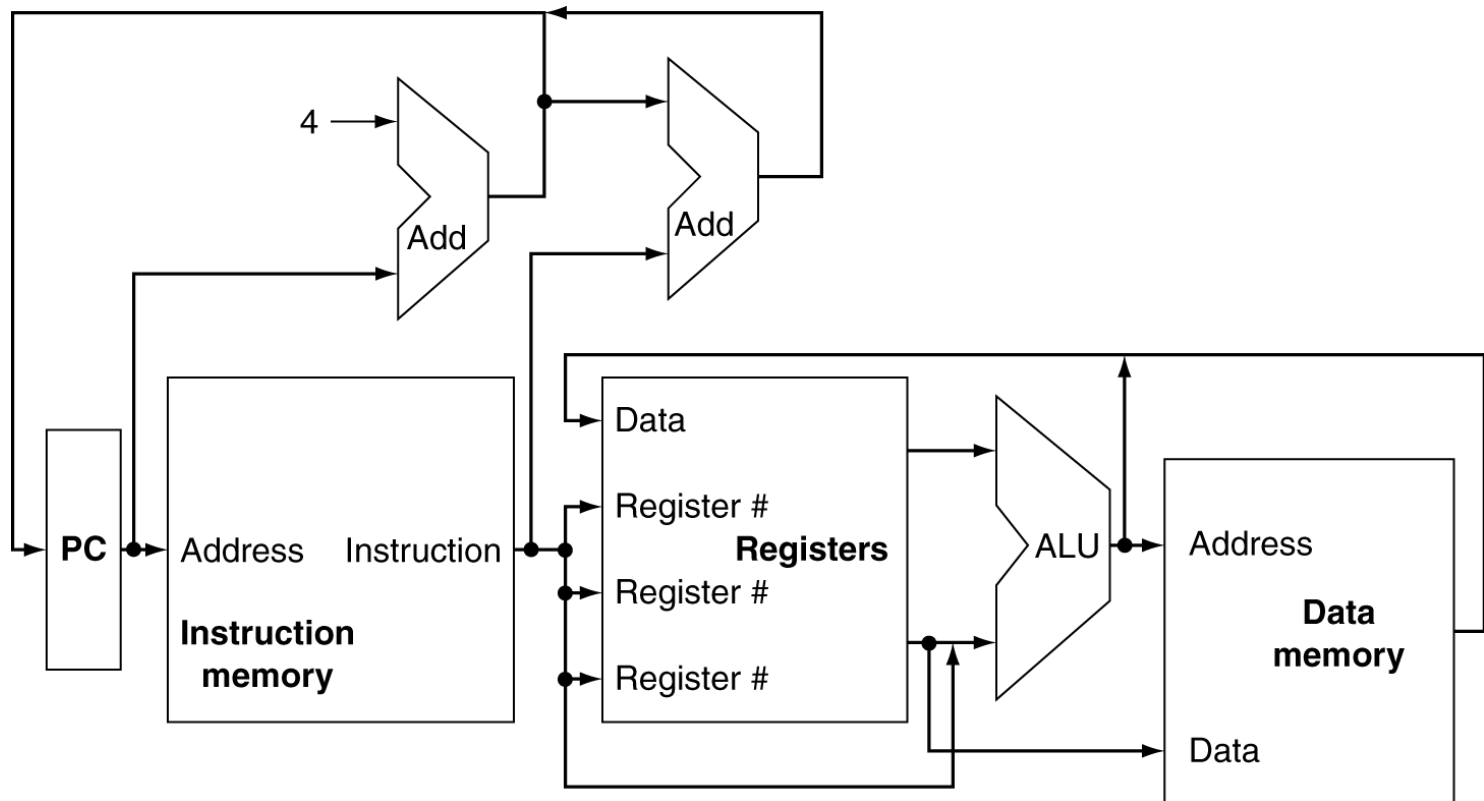 4
Add
Add
PC
Address
Instruction
Instruction
memory
Data
Register #
Registers
Register #
Register #
ALU
Address
Data
memory
Data